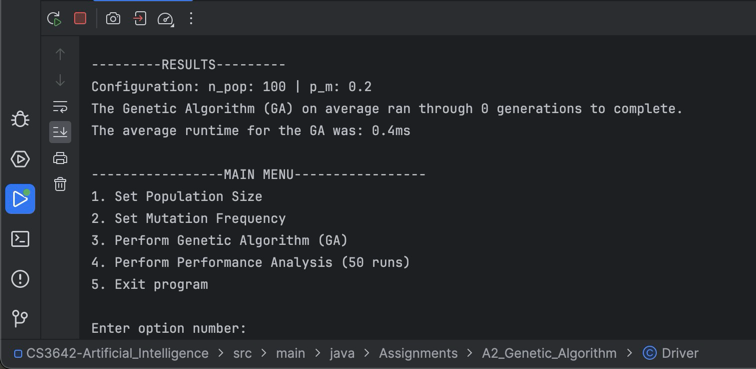 ---------RESULTS---------
Configuration: n_pop: 100 | p_m: 0.2
The Genetic Algorithm (GA) on average ran through 0 generations to complete.
The average runtime for the GA was: 0.4ms
-----------------MAIN MENU-----------------
1. Set Population Size
2. Set Mutation Frequency
3. Perform Genetic Algorithm (GA)
4. Perform Performance Analysis (50 runs)
5. Exit program
Enter option number:
CS3642-Artificial_Intelligence > src > main > java > Assignments > A2_Genetic_Algorithm > Driver